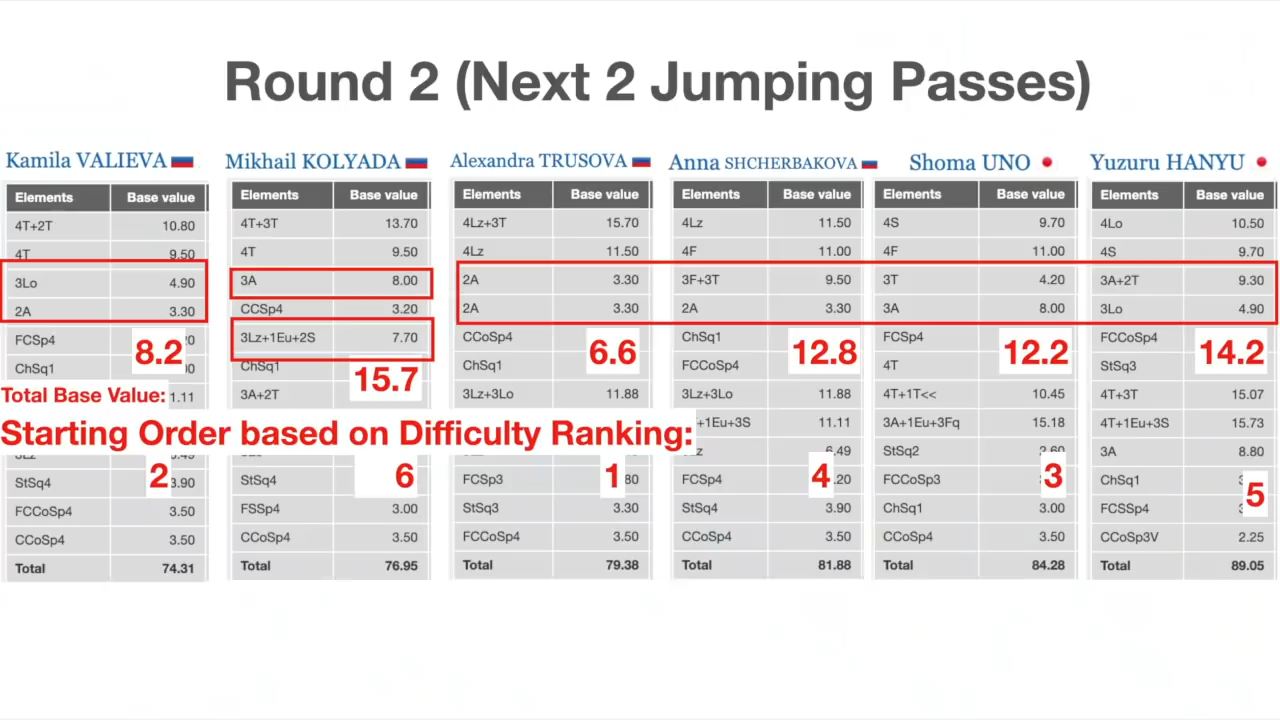 Round 2 (Next 2 Jumping Passes)
Kamila VALIEVA
Elements Base value
4T+2T 10.80
4T 9.50
3Lo 4.90
2A 3.30
FCSp4
8.2
ChSq1
Total Base Value: 1.11
2
StSq4 3.90
FCCoSp4 3.50
CCoSp4 3.50
Total 74.31
Mikhail KOLYADA
Elements Base value
4T+3T 13.70
4T 9.50
3A 8.00
CCSp4 3.20
3Lz+1Eu+2S 7.70
ChSq1
15.7
3A+2T
Starting Order based on Difficulty Ranking:
StSq4
6
FSSp4 3.00
CCoSp4 3.50
Total 76.95
Alexandra TRUSOVA
Elements Base value
4Lz+3T 15.70
4Lz 11.50
2A 3.30
2A 3.30
CCoSp4
6.6
ChSq1
3Lz+3Lo 11.88
FCSp3
1
StSq3 3.30
FCCoSp4 3.50
Total 79.38
Anna SHCHERBAKOVA
Elements Base value
4Lz 11.50
4F 11.00
3F+3T 9.50
2A 3.30
ChSq1
12.8
FCCoSp4
3Lz+3Lo 11.88
+1Eu+3S 11.11
6.49
FCSp4
4
StSq4 3.90
CCoSp4 3.50
Total 81.88
Shoma UNO
Elements Base value
4S 9.70
4F 11.00
3T 4.20
3A 8.00
FCSp4
12.2
4T
4T+1T<< 10.45
3A+1Eu+3Fq 15.18
StSq2 2.60
FCCoSp3
3
ChSq1 3.00
CCoSp4 3.50
Total 84.28
Yuzuru HANYU
Elements Base value
4Lo 10.50
4S 9.70
3A+2T 9.30
3Lo 4.90
FCCoSp4
14.2
StSq3
4T+3T 15.07
4T+1Eu+3S 15.73
3A 8.80
ChSq1
5
FCSSp4
CCoSp3V 2.25
Total 89.05